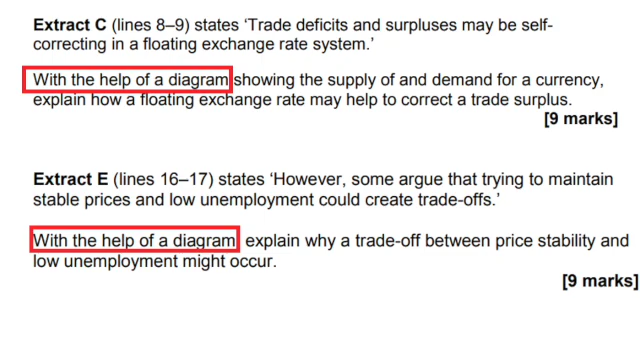 Extract C (lines 8–9) states ‘Trade deficits and surpluses may be self-
correcting in a floating exchange rate system.’
With the help of a diagram showing the supply of and demand for a currency,
explain how a floating exchange rate may help to correct a trade surplus.
[9 marks]
Extract E (lines 16–17) states ‘However, some argue that trying to maintain
stable prices and low unemployment could create trade-offs.’
With the help of a diagram, explain why a trade-off between price stability and
low unemployment might occur.
[9 marks]